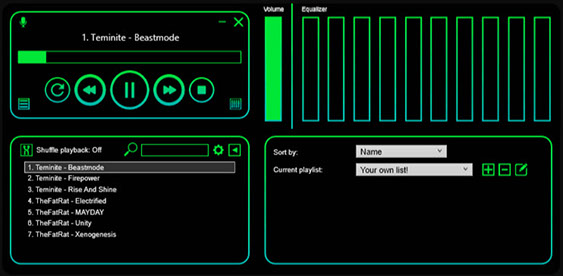 Volume
Equalizer
1. Teminite - Beastmode
Shuffle playback: Off
1. Teminite - Beastmode
2. Teminite - Firepower
3. Teminite - Rise And Shine
4. TheFatRat - Electrified
5. TheFatRat - MAYDAY
6. TheFatRat - Unity
7. TheFatRat - Xenogenesis
Sort by:
Name
Current playlist:
Your own list!